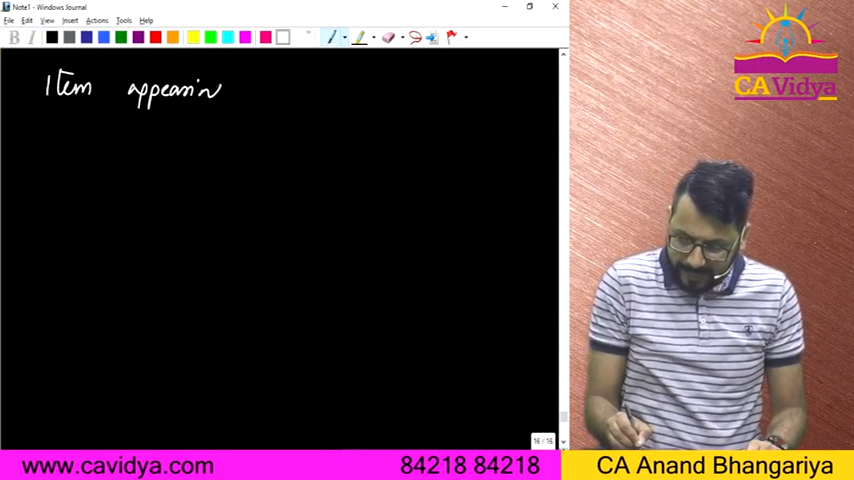 Note1 - Windows Journal
File Edit View Insert Actions Tools Help
B I
Item appearin
16 / 16
CA Vidya
www.cavidya.com 84218 84218 CA Anand Bhangariya